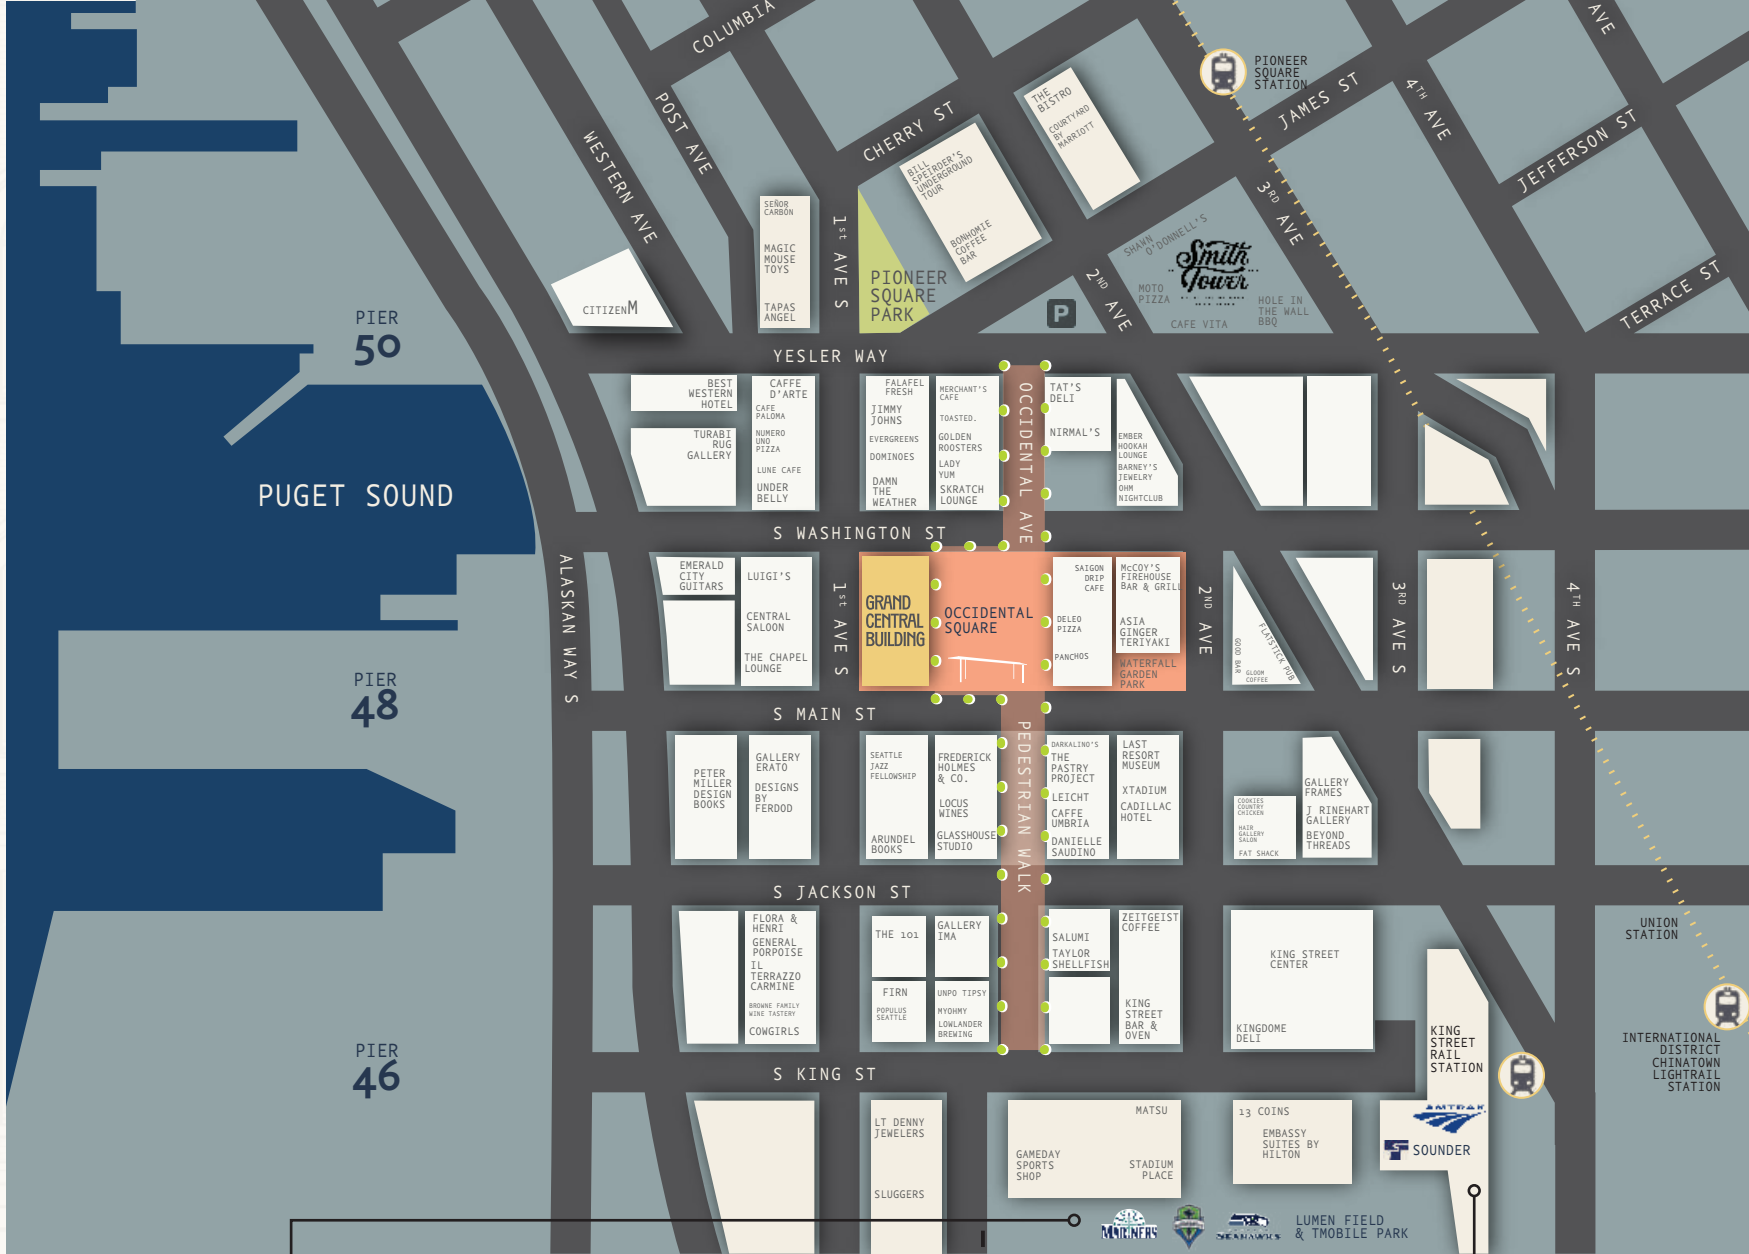 COLUMBIA
AVE
PIONEER
SQUARE
STATION
JAMES ST
4TH AVE
JEFFERSON ST
TERRACE ST
3RD AVE
2ND AVE
POST AVE
WESTERN AVE
CHERRY ST
THE
BISTRO
COURTYARD
BY
MARRIOTT
BILL
SPEIRDER'S
UNDERGROUND
TOUR
BONHOMIE
COFFEE
BAR
SEÑOR
CARBÓN
MAGIC
MOUSE
TOYS
TAPAS
ANGEL
1st AVE S
PIONEER
SQUARE
PARK
SHAWN
O'DONNELL'S
Smith
Tower
MOTO
PIZZA
CAFE VITA
HOLE IN
THE WALL
BBQ
P
CITIZENM
PIER
50
YESLER WAY
BEST
WESTERN
HOTEL
TURABI
RUG
GALLERY
CAFFE
D'ARTE
CAFE
PALOMA
NUMERO
UNO
PIZZA
LUNE CAFE
UNDER
BELLY
FALAFEL
FRESH
JIMMY
JOHNS
EVERGREENS
DOMINOES
DAMN
THE
WEATHER
MERCHANT'S
CAFE
TOASTED.
GOLDEN
ROOSTERS
LADY
YUM
SKRATCH
LOUNGE
OCCIDENTAL AVE
TAT'S
DELI
NIRMAL'S
EMBER
HOOKAH
LOUNGE
BARNEY'S
JEWELRY
OHM
NIGHTCLUB
PUGET SOUND
S WASHINGTON ST
ALASKAN WAY S
EMERALD
CITY
GUITARS
LUIGI'S
CENTRAL
SALOON
THE CHAPEL
LOUNGE
1st AVE S
GRAND
CENTRAL
BUILDING
OCCIDENTAL
SQUARE
SAIGON
DRIP
CAFE
DELEO
PIZZA
PANCHOS
McCOY'S
FIREHOUSE
BAR & GRILL
ASIA
GINGER
TERIYAKI
WATERFALL
GARDEN
PARK
2ND AVE
GOOD BAR
FLATSTICK PUB
GLOOM
COFFEE
3RD AVE S
4TH AVE S
PIER
48
S MAIN ST
PETER
MILLER
DESIGN
BOOKS
GALLERY
ERATO
DESIGNS
BY
FERDOD
SEATTLE
JAZZ
FELLOWSHIP
ARUNDEL
BOOKS
FREDERICK
HOLMES
& CO.
LOCUS
WINES
GLASSHOUSE
STUDIO
PEDESTRIAN WALK
DARKALINO'S
THE
PASTRY
PROJECT
LEICHT
CAFFE
UMBRIA
DANIELLE
SAUDINO
LAST
RESORT
MUSEUM
XTADIUM
CADILLAC
HOTEL
COOKIES
COUNTRY
CHICKEN
HAIR
GALLERY
SALON
FAT SHACK
GALLERY
FRAMES
J RINEHART
GALLERY
BEYOND
THREADS
S JACKSON ST
FLORA &
HENRI
GENERAL
PORPOISE
IL
TERRAZZO
CARMINE
BROWNE FAMILY
WINE TASTERY
COWGIRLS
THE 101
GALLERY
IMA
FIRN
POPULUS
SEATTLE
UNPO TIPSY
MYOHMY
LOWLANDER
BREWING
SALUMI
TAYLOR
SHELLFISH
ZEITGEIST
COFFEE
KING
STREET
BAR &
OVEN
KING STREET
CENTER
KINGDOME
DELI
KING
STREET
RAIL
STATION
UNION
STATION
INTERNATIONAL
DISTRICT
CHINATOWN
LIGHTRAIL
STATION
PIER
46
S KING ST
LT DENNY
JEWELERS
SLUGGERS
MATSU
GAMEDAY
SPORTS
SHOP
STADIUM
PLACE
13 COINS
EMBASSY
SUITES BY
HILTON
AMTRAK
SOUNDER
MARINERS
SEAHAWKS
LUMEN FIELD
& TMOBILE PARK